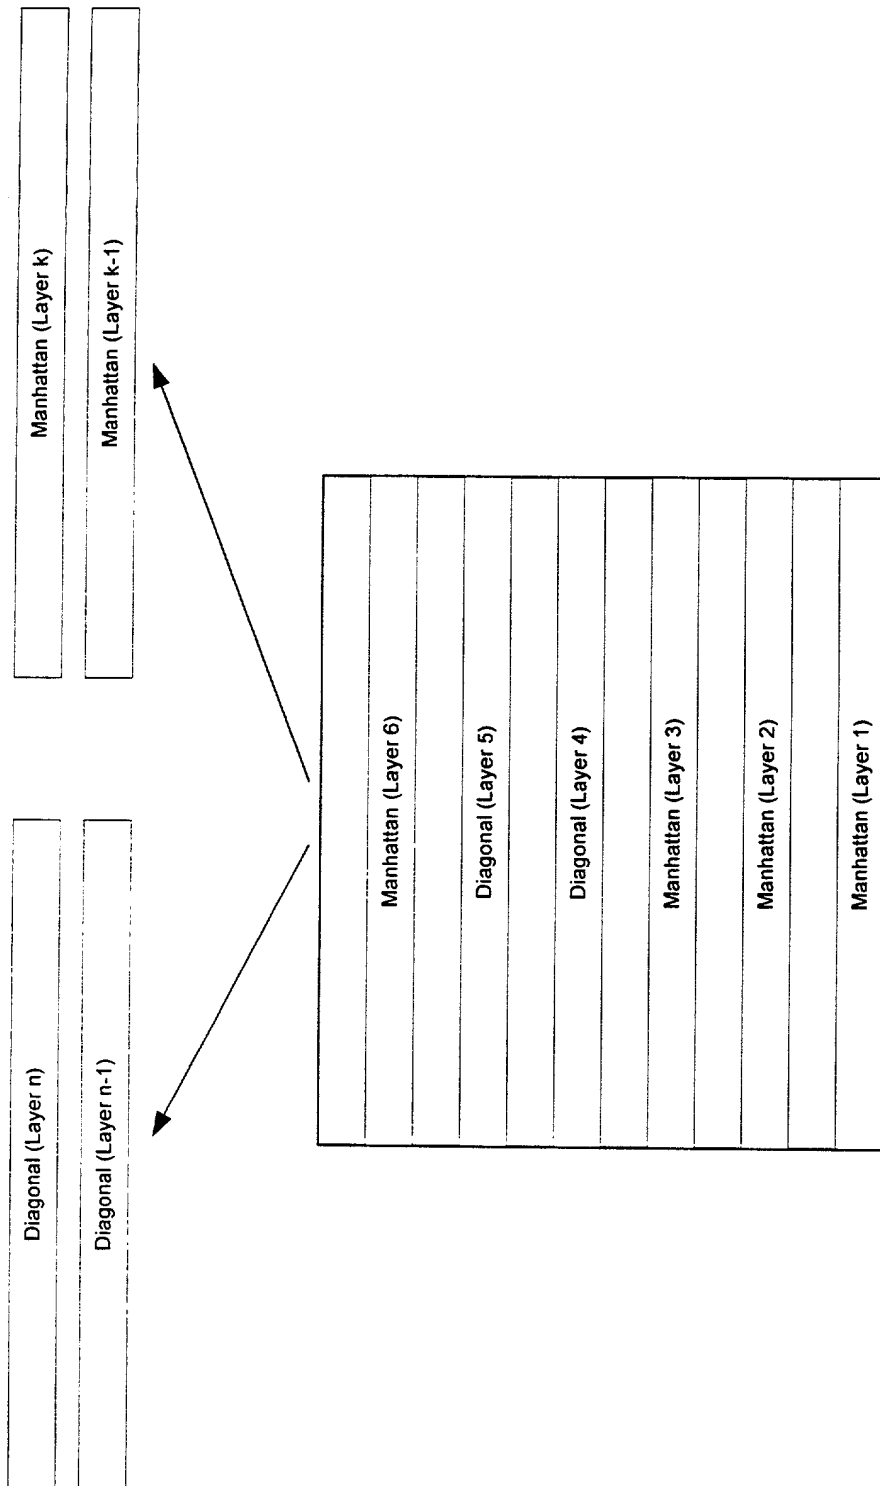 Manhattan (Layer k)
Manhattan (Layer k-1)
Diagonal (Layer n)
Diagonal (Layer n-1)
Manhattan (Layer 6)
Diagonal (Layer 5)
Diagonal (Layer 4)
Manhattan (Layer 3)
Manhattan (Layer 2)
Manhattan (Layer 1)